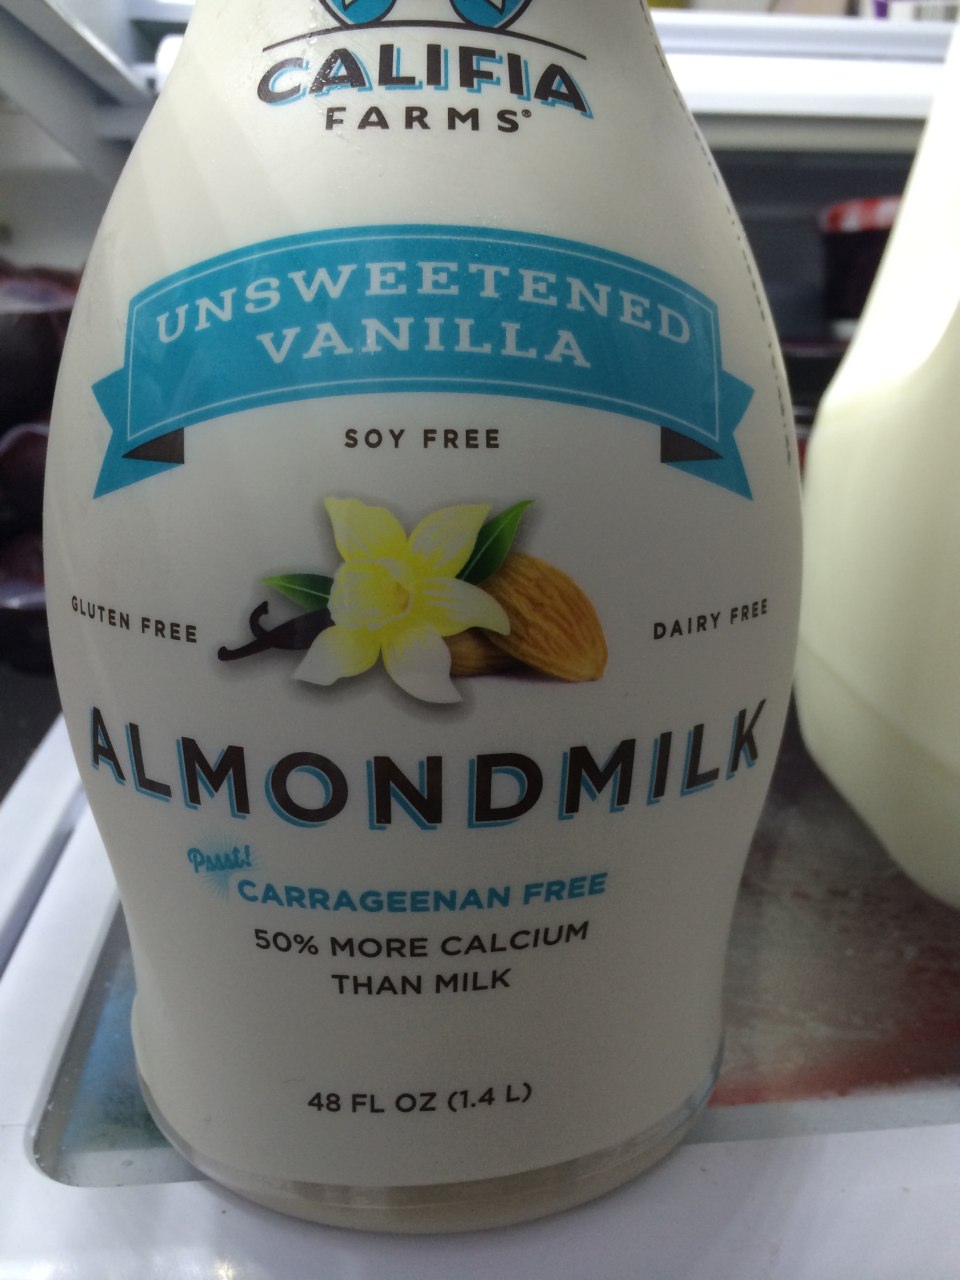 CALIFIA
FARMS®
UNSWEETENED
VANILLA
SOY FREE
GLUTEN FREE
DAIRY FREE
ALMONDMILK
Pssst!
CARRAGEENAN FREE
50% MORE CALCIUM
THAN MILK
48 FL OZ (1.4 L)